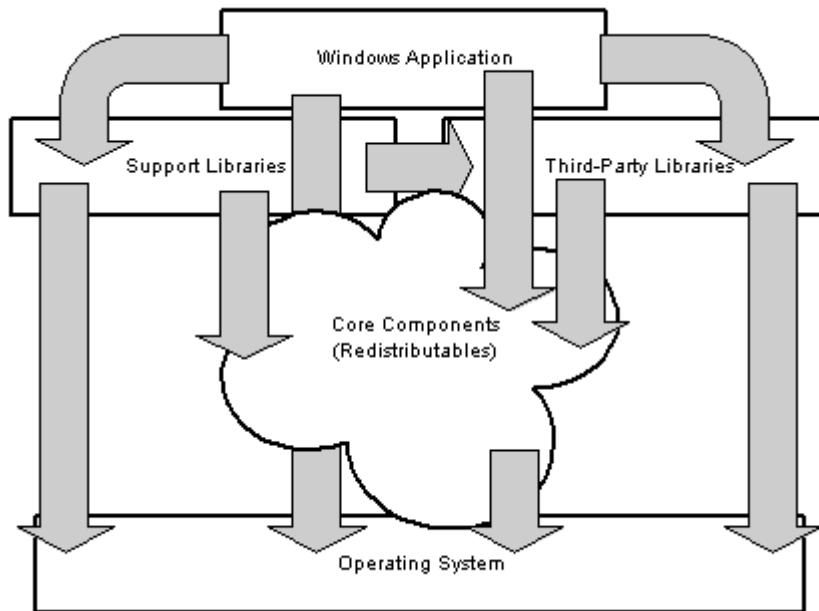 Windows Application
Support Libraries
Third-Party Libraries
Core Components
(Redistributables)
Operating System